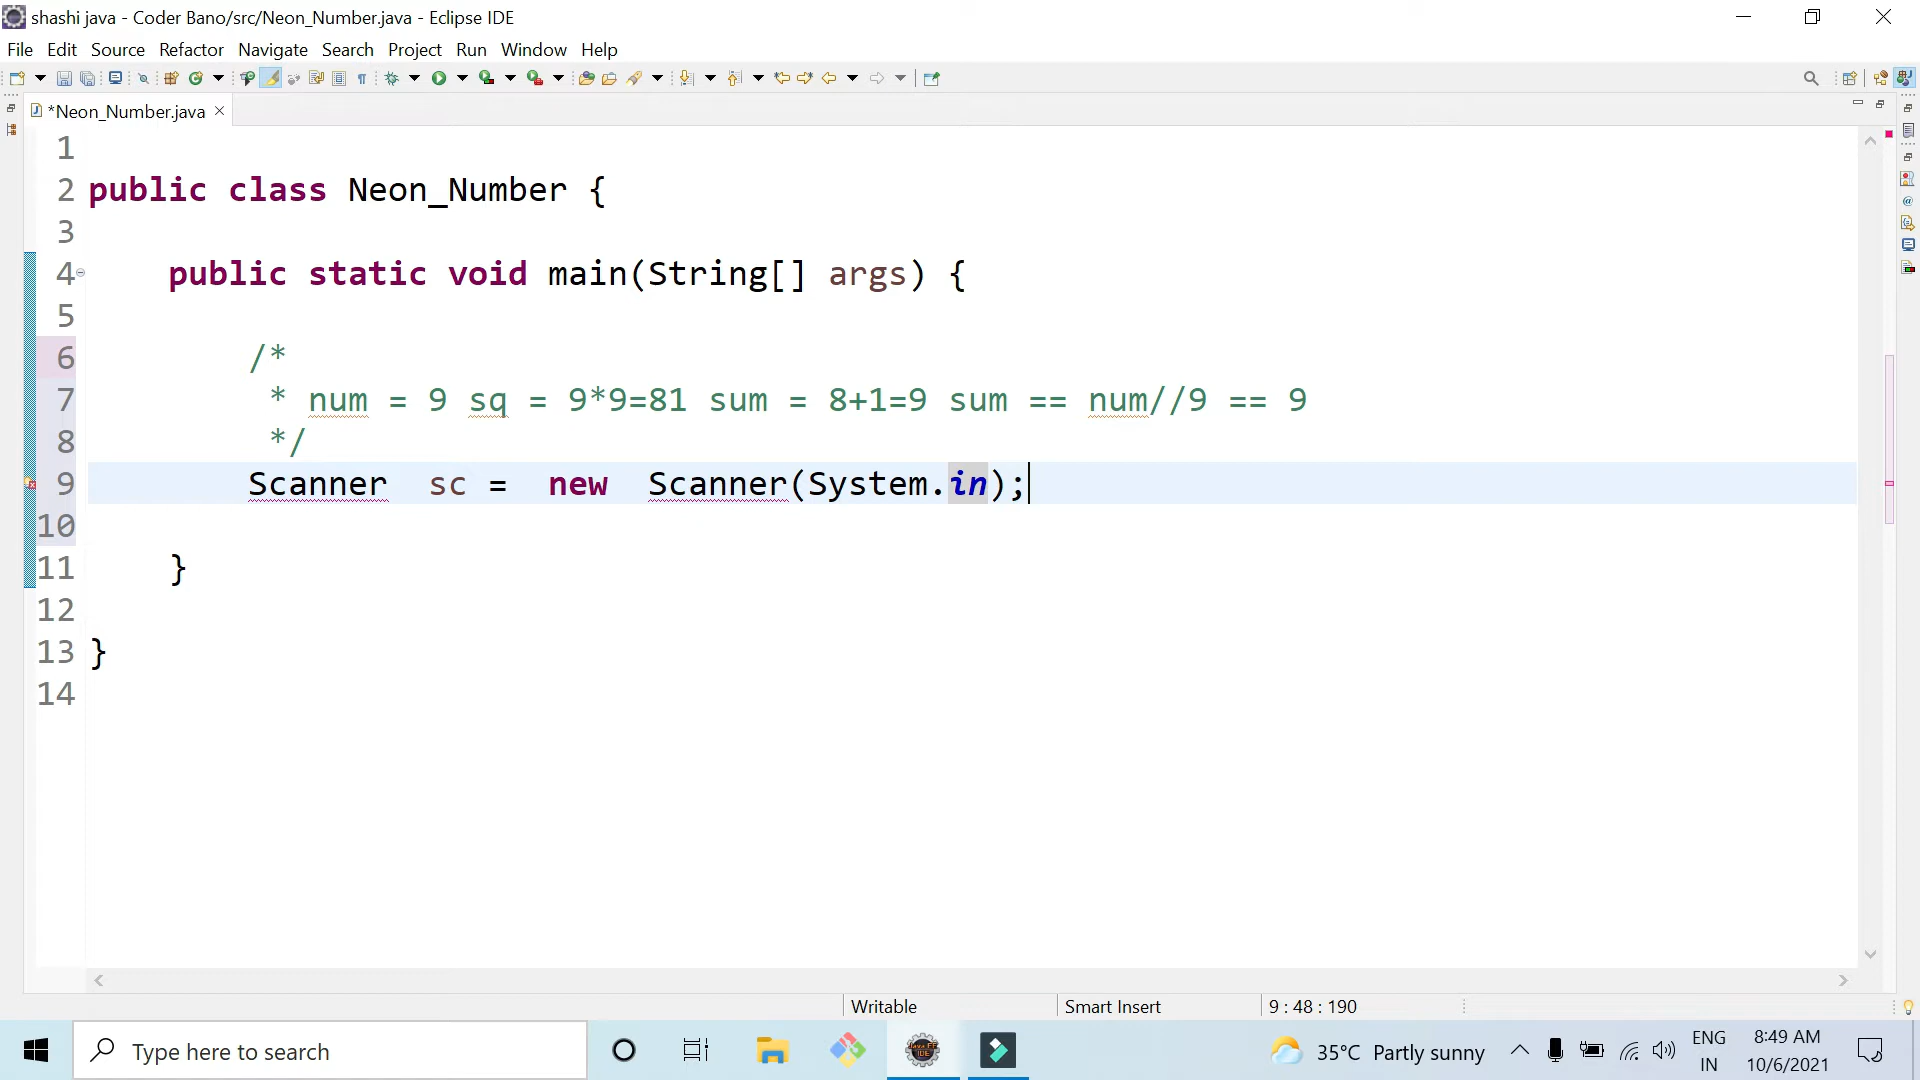 shashi java - Coder Bano/src/Neon_Number.java - Eclipse IDE
File Edit Source Refactor Navigate Search Project Run Window Help
*Neon_Number.java
1
2 public class Neon_Number {
3
4 public static void main(String[] args) {
5
6 /*
7 * num = 9 sq = 9*9=81 sum = 8+1=9 sum == num//9 == 9
8 */
9 Scanner sc = new Scanner(System.in);
10
11 }
12
13 }
14
Writable Smart Insert 9 : 48 : 190
Type here to search
35°C Partly sunny
ENG
IN
8:49 AM
10/6/2021